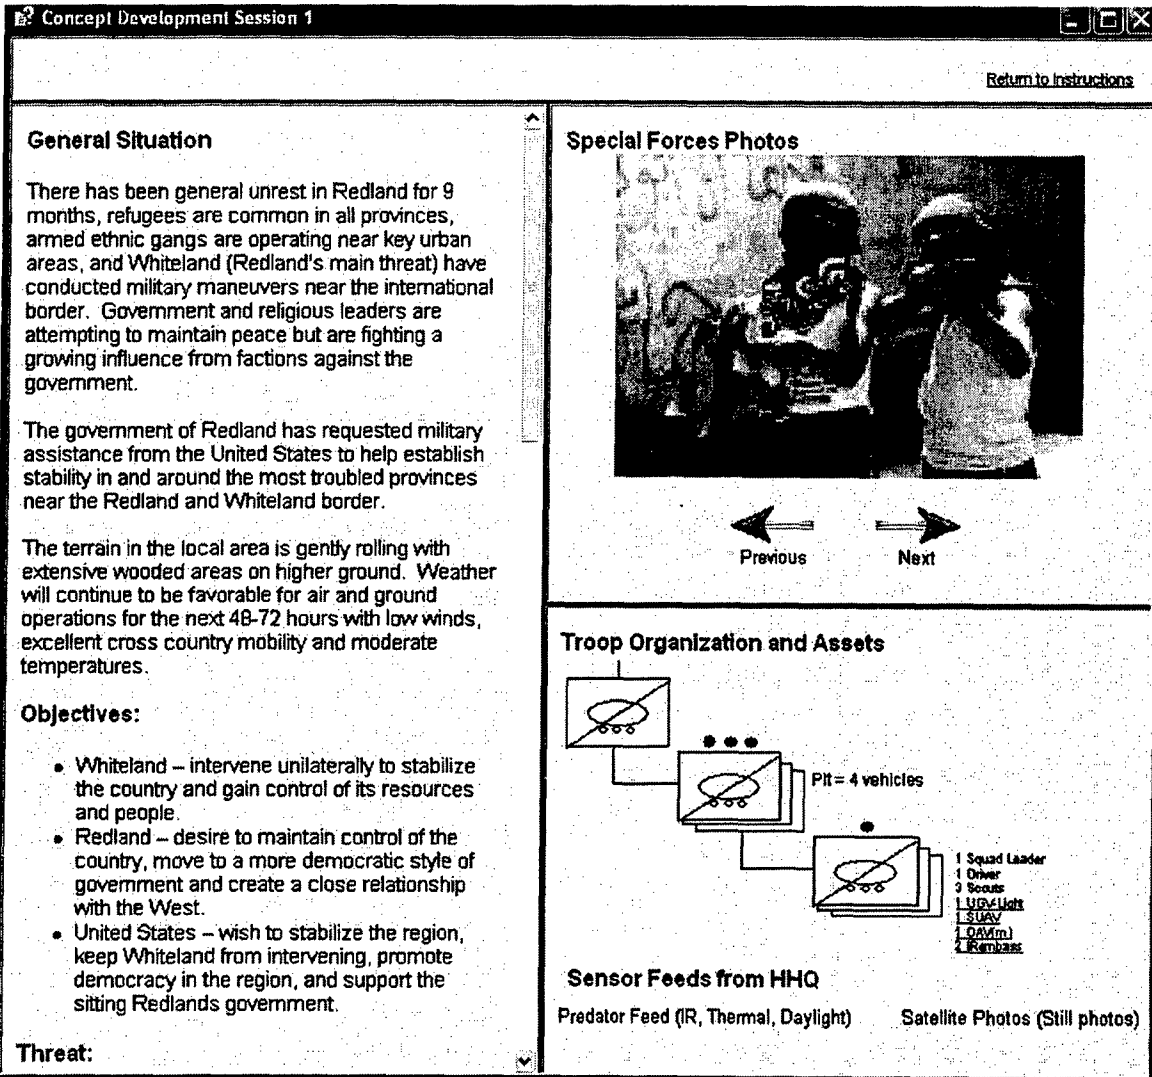 Concept Development Session 1
Return to Instructions
General Situation
There has been general unrest in Redland for 9
months, refugees are common in all provinces,
armed ethnic gangs are operating near key urban
areas, and Whiteland (Redland's main threat) have
conducted military maneuvers near the international
border. Government and religious leaders are
attempting to maintain peace but are fighting a
growing influence from factions against the
government.
The government of Redland has requested military
assistance from the United States to help establish
stability in and around the most troubled provinces
near the Redland and Whiteland border.
The terrain in the local area is gently rolling with
extensive wooded areas on higher ground. Weather
will continue to be favorable for air and ground
operations for the next 48-72 hours with low winds,
excellent cross country mobility and moderate
temperatures.
Objectives:
• Whiteland – intervene unilaterally to stabilize
the country and gain control of its resources
and people.
• Redland – desire to maintain control of the
country, move to a more democratic style of
government and create a close relationship
with the West.
• United States – wish to stabilize the region,
keep Whiteland from intervening, promote
democracy in the region, and support the
sitting Redlands government.
Threat:
Special Forces Photos
Previous
Next
Troop Organization and Assets
Plt = 4 vehicles
1 Squad Leader
1 Driver
3 Scouts
1 UGV-Light
1 SUAV
1 OAV(m)
2 IRembass
Sensor Feeds from HHQ
Predator Feed (IR, Thermal, Daylight)
Satellite Photos (Still photos)